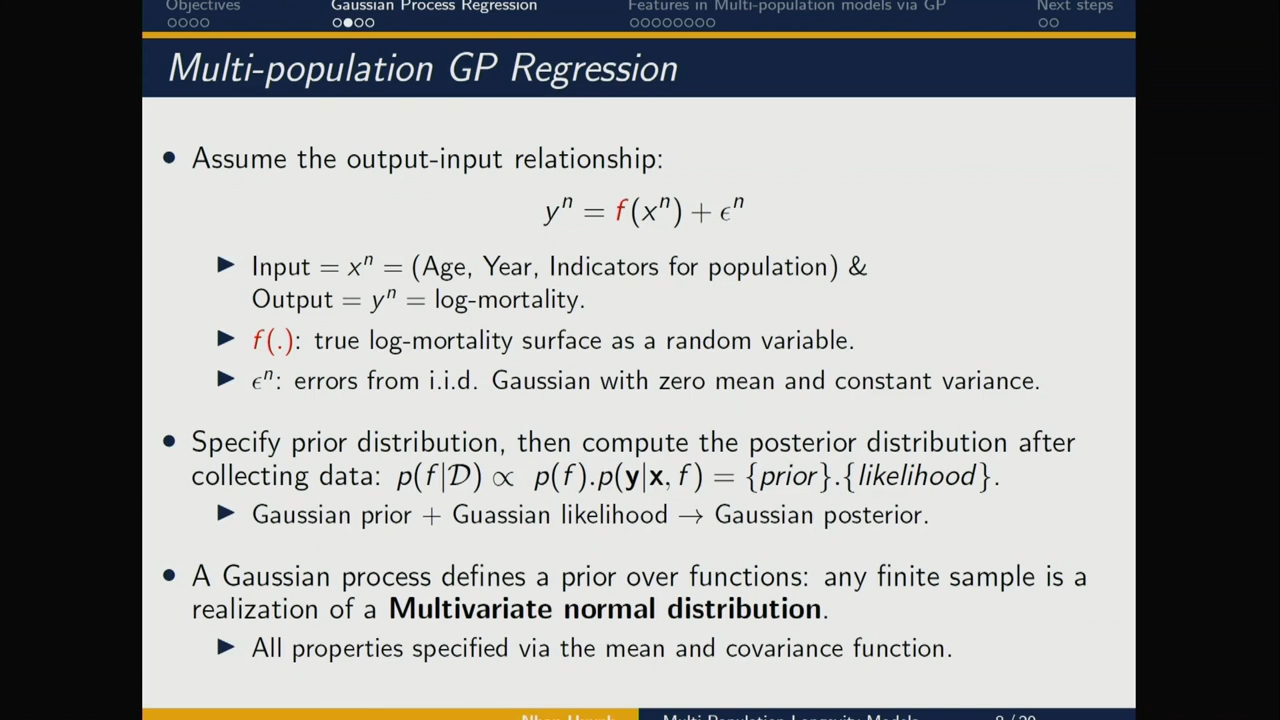 Objectives Gaussian Process Regression Features in Multi-population models via GP Next steps
Multi-population GP Regression
• Assume the output-input relationship:
yⁿ = f(xⁿ) + ϵⁿ
▶ Input = xⁿ = (Age, Year, Indicators for population) &
Output = yⁿ = log-mortality.
▶ f(.): true log-mortality surface as a random variable.
▶ ϵⁿ: errors from i.i.d. Gaussian with zero mean and constant variance.
• Specify prior distribution, then compute the posterior distribution after
collecting data: p(f|𝒟) ∝ p(f).p(𝐲|𝐱, f) = {prior}.{likelihood}.
▶ Gaussian prior + Guassian likelihood → Gaussian posterior.
• A Gaussian process defines a prior over functions: any finite sample is a
realization of a Multivariate normal distribution.
▶ All properties specified via the mean and covariance function.
Nhan Huynh Multi-Population Longevity Models 8 / 20